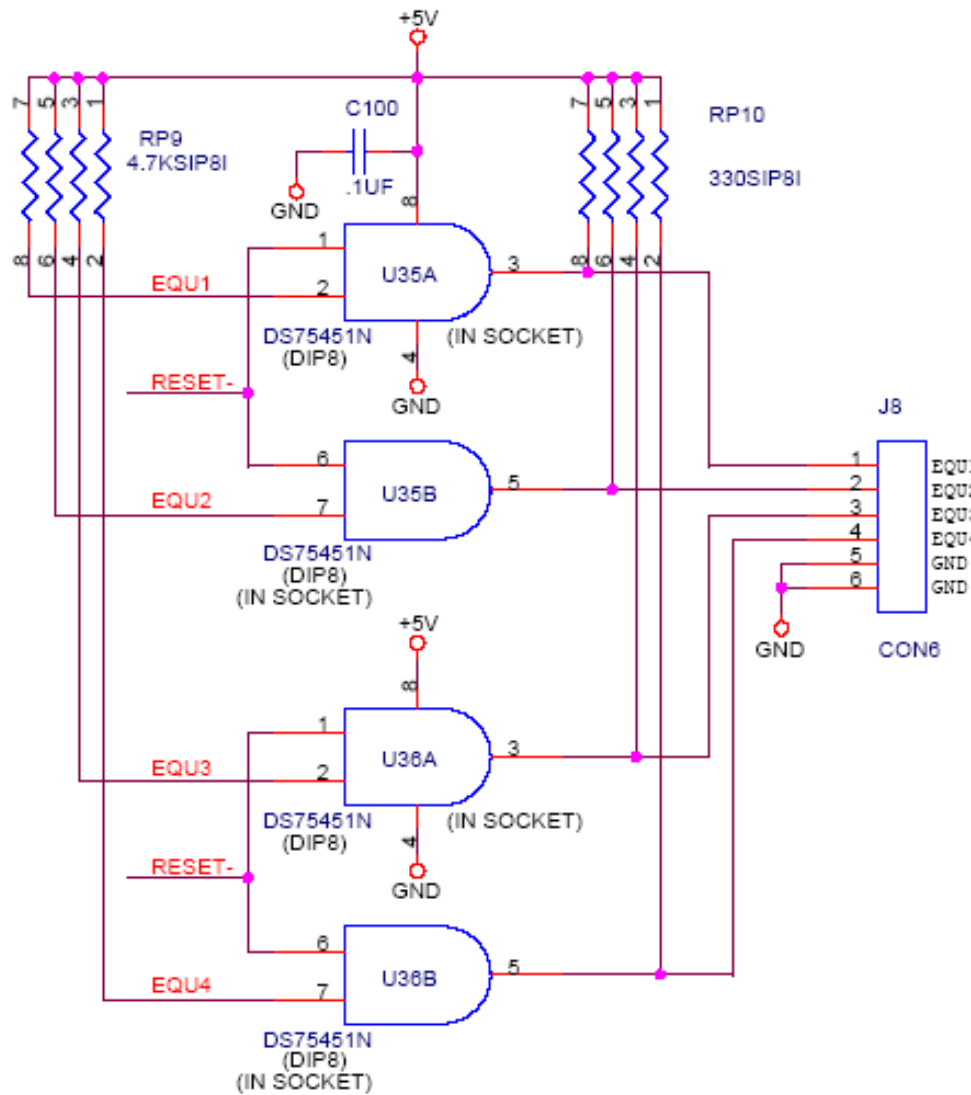 +5V
7 5 3 1
7 5 3 1
C100
RP10
RP9
4.7KSIP8I
.1UF
330SIP8I
GND
8
1
8 6 4 2
U35A
3
8 6 4 2
EQU1
2
DS75451N
(IN SOCKET)
(DIP8)
4
RESET-
GND
J8
6
1
EQU1
U35B
5
2
EQU2
EQU2
7
3
EQU3
4
EQU4
DS75451N
5
GND
(DIP8)
6
GND
(IN SOCKET)
+5V
GND
CON6
8
1
U36A
3
EQU3
2
DS75451N
(IN SOCKET)
(DIP8)
4
RESET-
GND
6
U36B
5
EQU4
7
DS75451N
(DIP8)
(IN SOCKET)